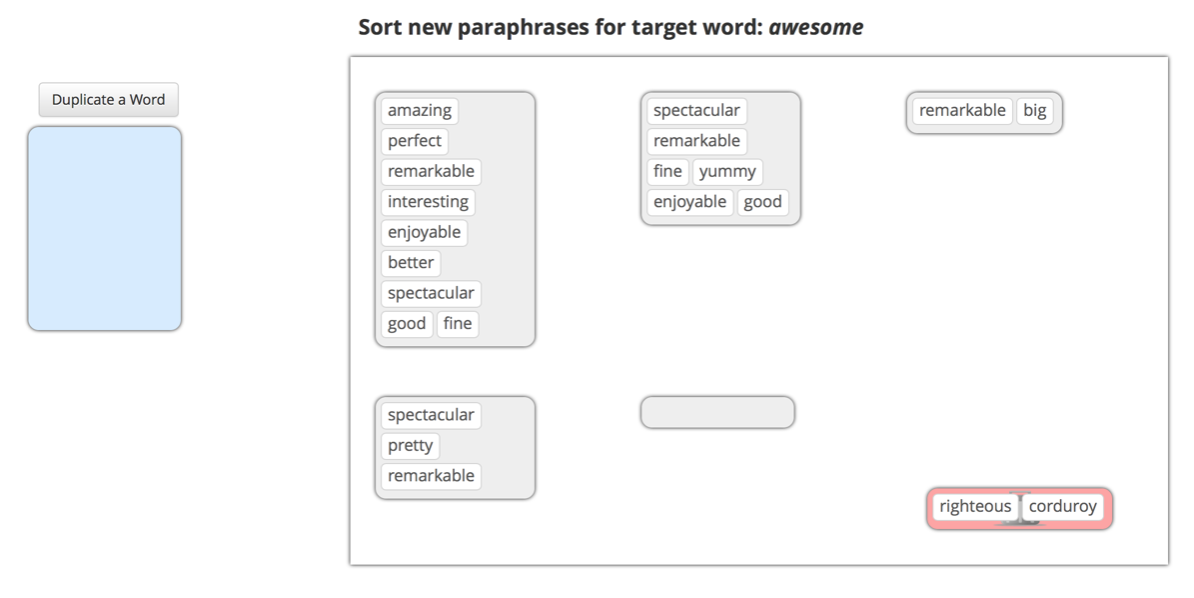 Sort new paraphrases for target word: awesome
Duplicate a Word
amazing
perfect
remarkable
interesting
enjoyable
better
spectacular
good fine
spectacular
remarkable
fine yummy
enjoyable good
remarkable big
spectacular
pretty
remarkable
righteous corduroy